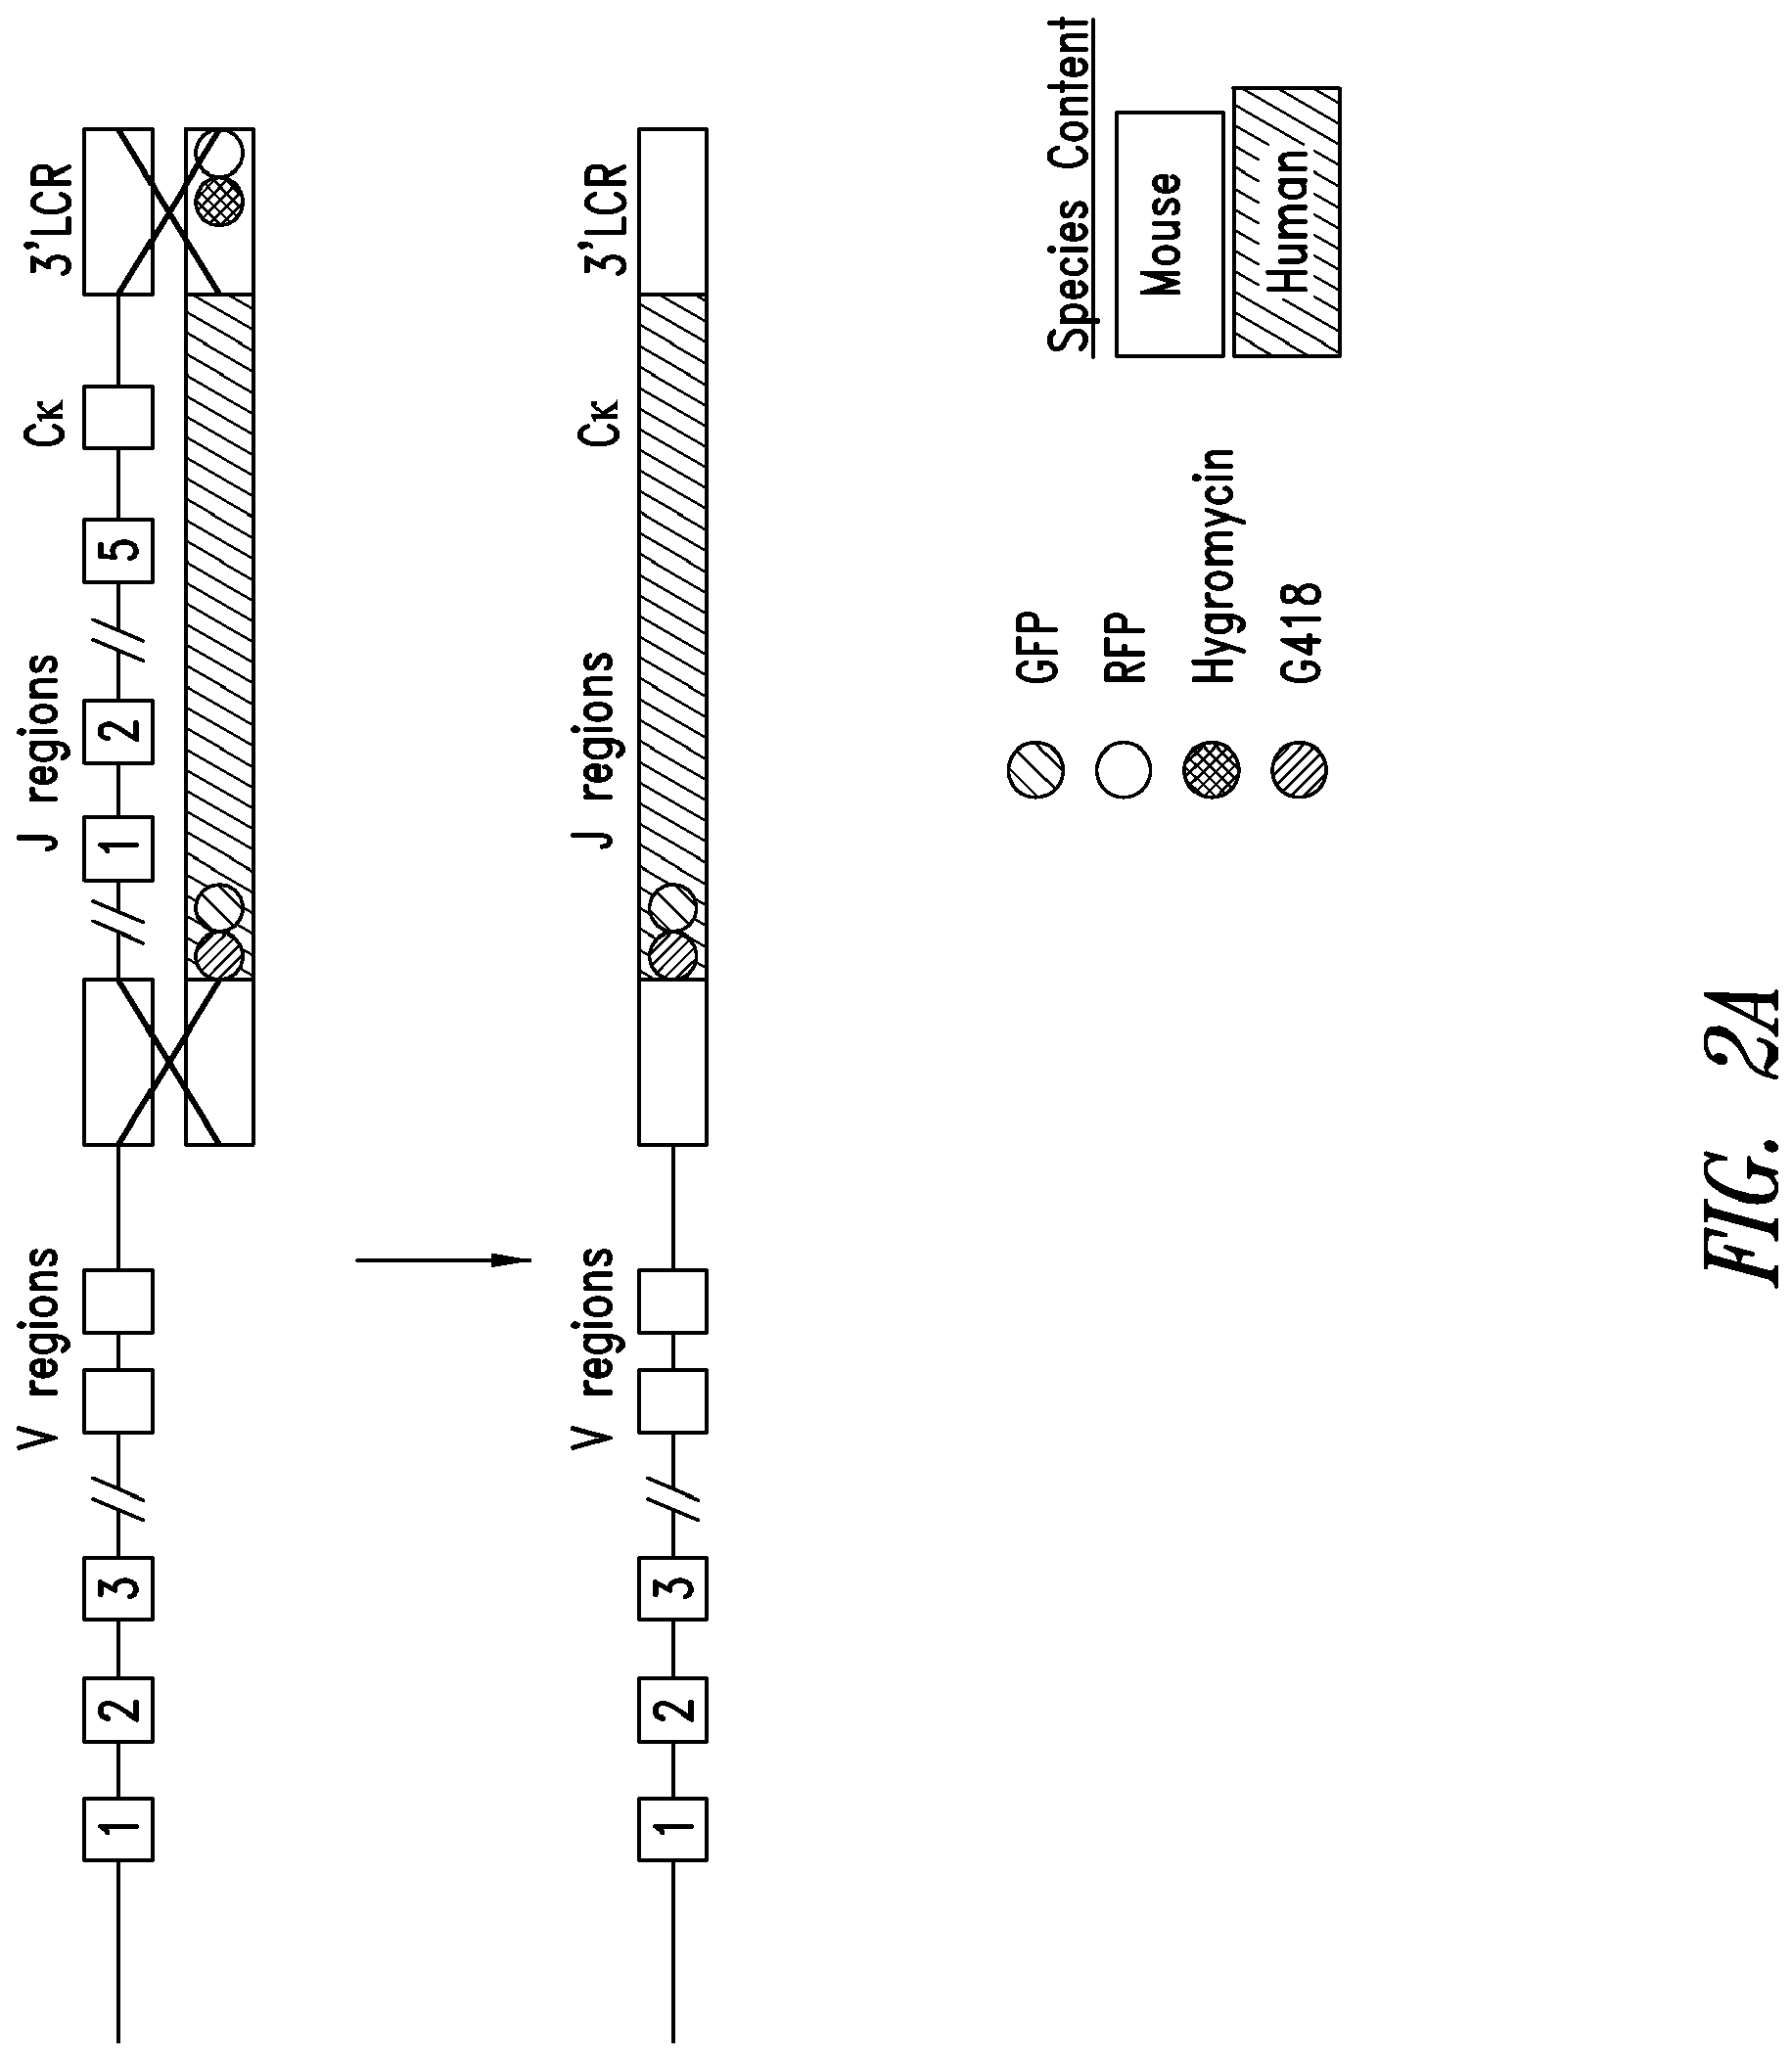 V regions J regions Cκ 3'LCR
1 2 3 1 2 5
V regions J regions Cκ 3'LCR
1 2 3
GFP
RFP
Hygromycin
G418
Species Content
Mouse
Human
FIG. 2A